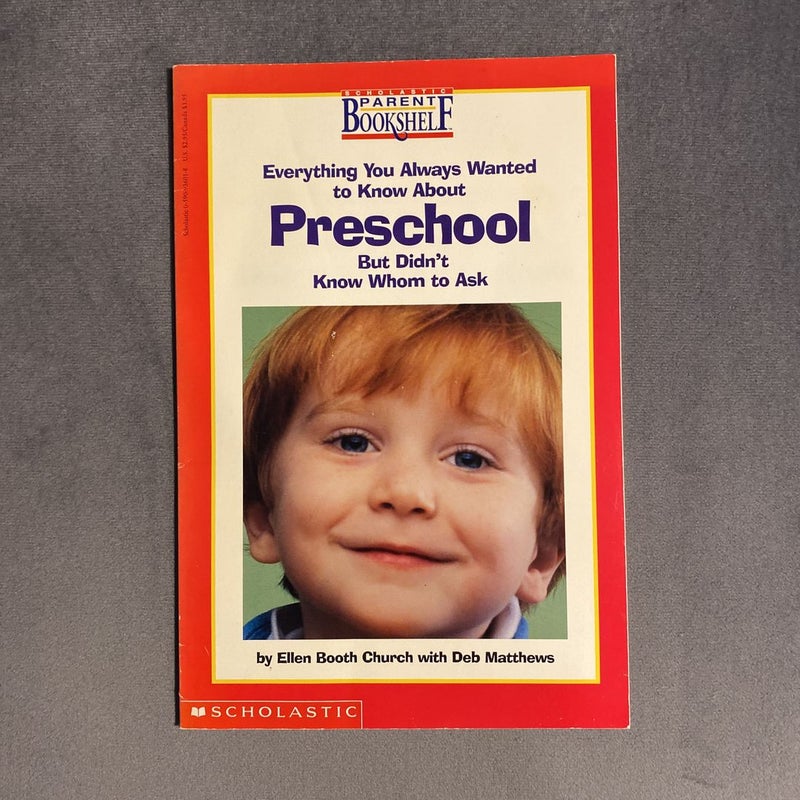 SCHOLASTIC
PARENT
BOOKSHELF
Everything You Always Wanted
to Know About
Preschool
But Didn't
Know Whom to Ask
by Ellen Booth Church with Deb Matthews
SCHOLASTIC